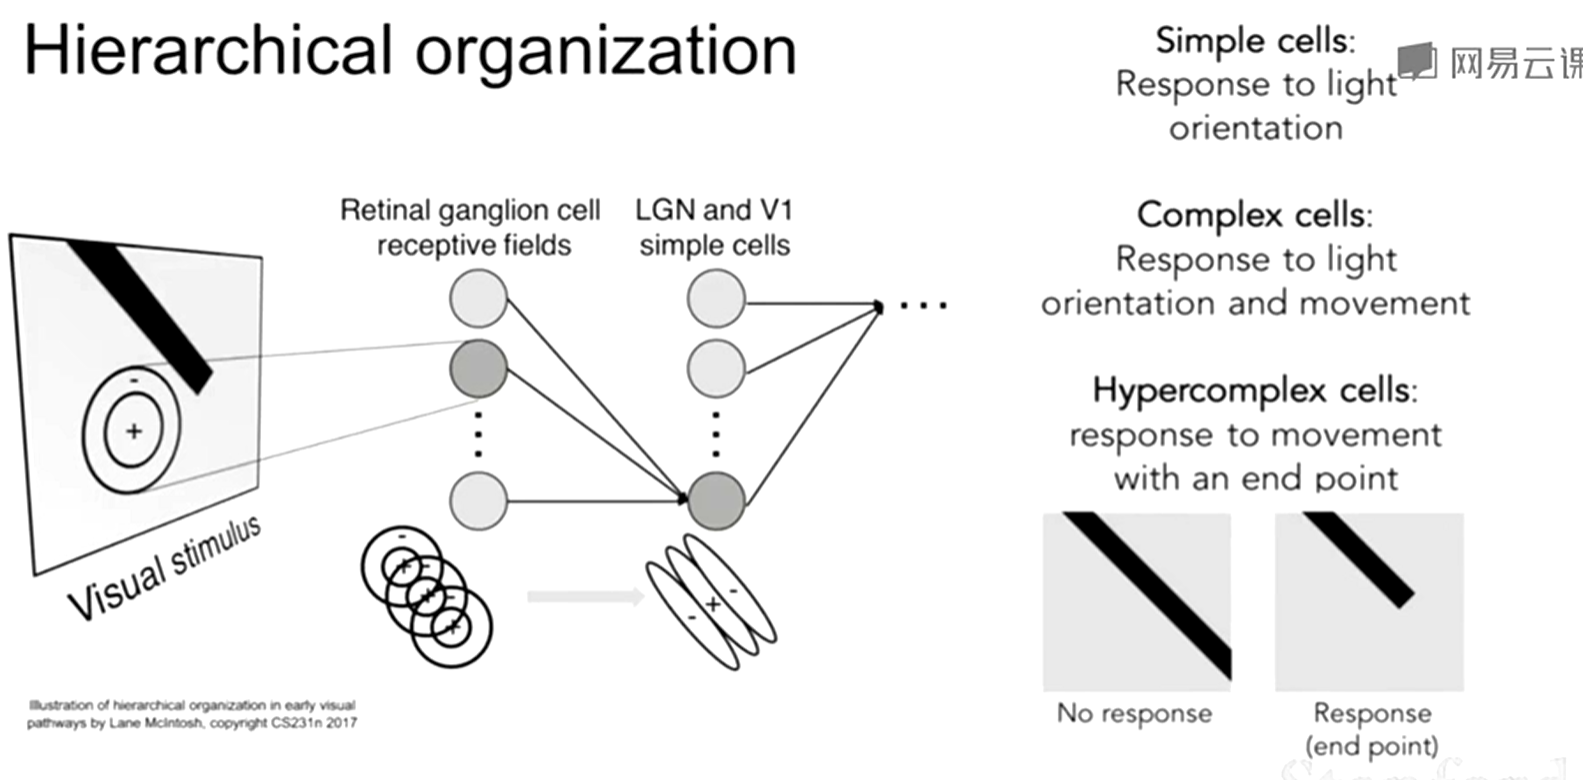 Hierarchical organization
Simple cells:
Response to light
orientation
网易云课
Retinal ganglion cell
receptive fields
LGN and V1
simple cells
Complex cells:
Response to light
orientation and movement
Hypercomplex cells:
response to movement
with an end point
Visual stimulus
No response
Response
(end point)
Illustration of hierarchical organization in early visual
pathways by Lane McIntosh, copyright CS231n 2017